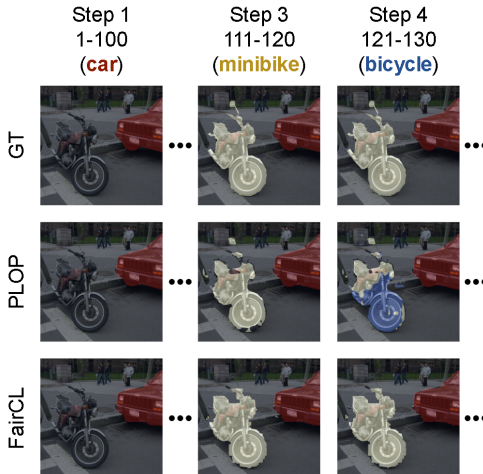 Step 1 Step 3 Step 4
1-100 111-120 121-130
(car) (minibike) (bicycle)
GT
PLOP
FairCL